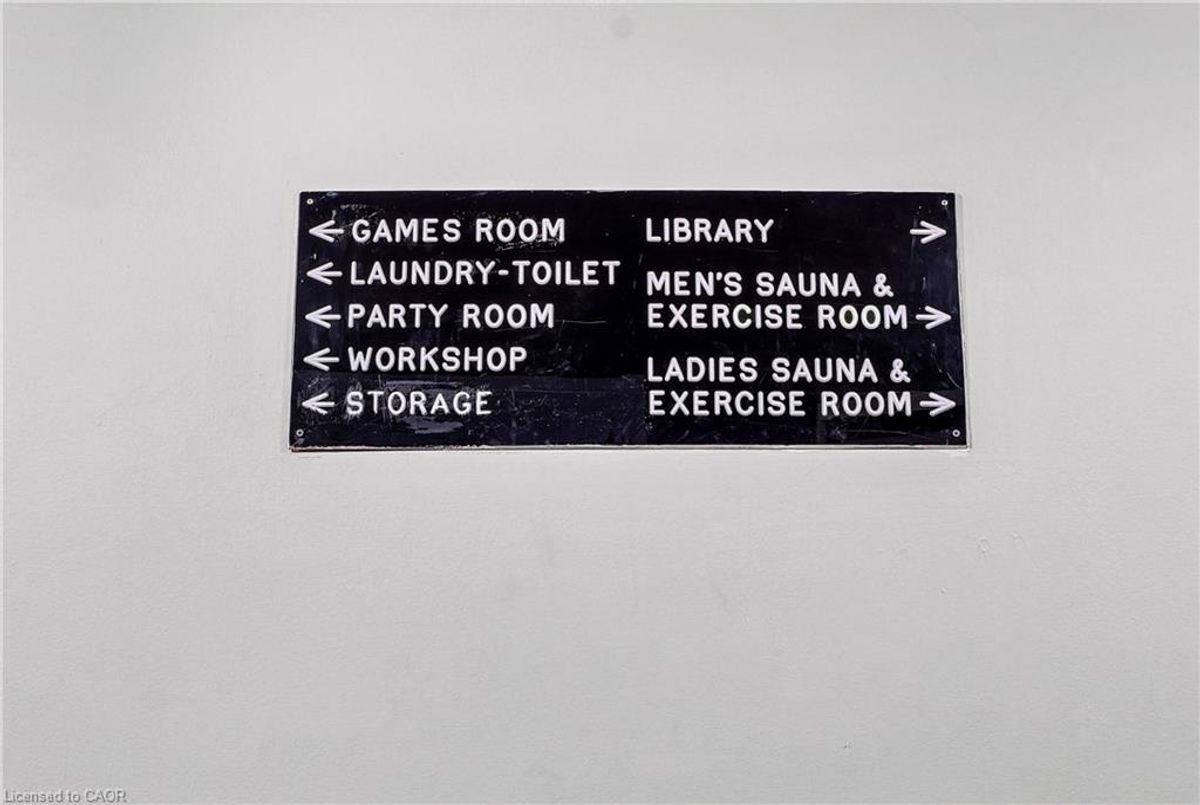 ← GAMES ROOM
← LAUNDRY-TOILET
← PARTY ROOM
← WORKSHOP
← STORAGE
LIBRARY →
MEN'S SAUNA &
EXERCISE ROOM →
LADIES SAUNA &
EXERCISE ROOM →
Licensed to CAOR